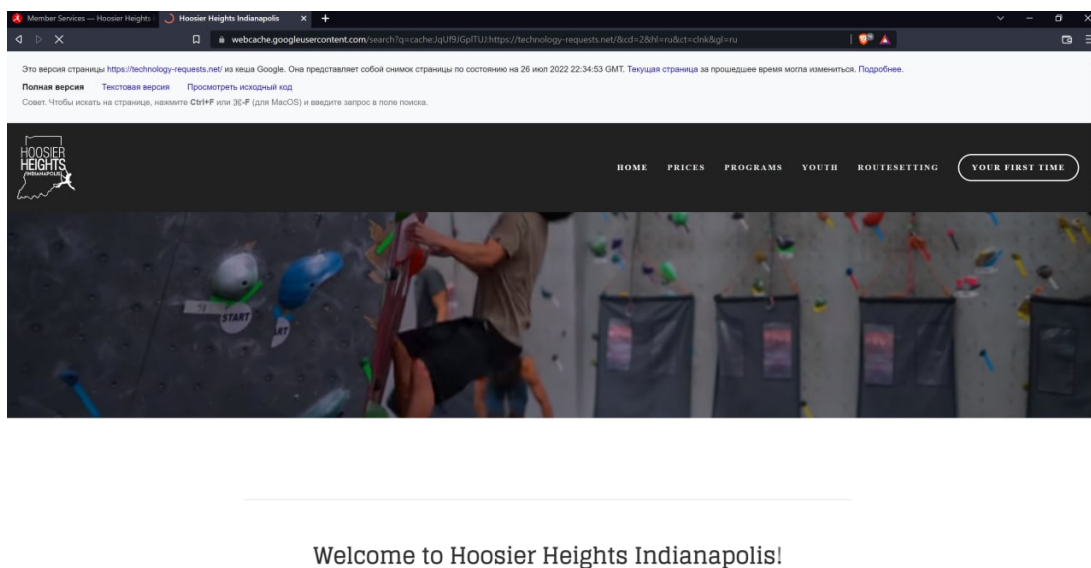 Member Services — Hoosier Heights
Hoosier Heights Indianapolis
webcache.googleusercontent.com/search?q=cache:JqUf9JGplTUJ:https://technology-requests.net/&cd=2&hl=ru&ct=clnk&gl=ru
Это версия страницы https://technology-requests.net/ из кеша Google. Она представляет собой снимок страницы по состоянию на 26 июл 2022 22:34:53 GMT. Текущая страница за прошедшее время могла измениться. Подробнее.
Полная версия Текстовая версия Просмотреть исходный код
Совет. Чтобы искать на странице, нажмите Ctrl+F или ⌘-F (для MacOS) и введите запрос в поле поиска.
HOOSIER
HEIGHTS
INDIANAPOLIS
HOME PRICES PROGRAMS YOUTH ROUTESETTING YOUR FIRST TIME
START
Welcome to Hoosier Heights Indianapolis!